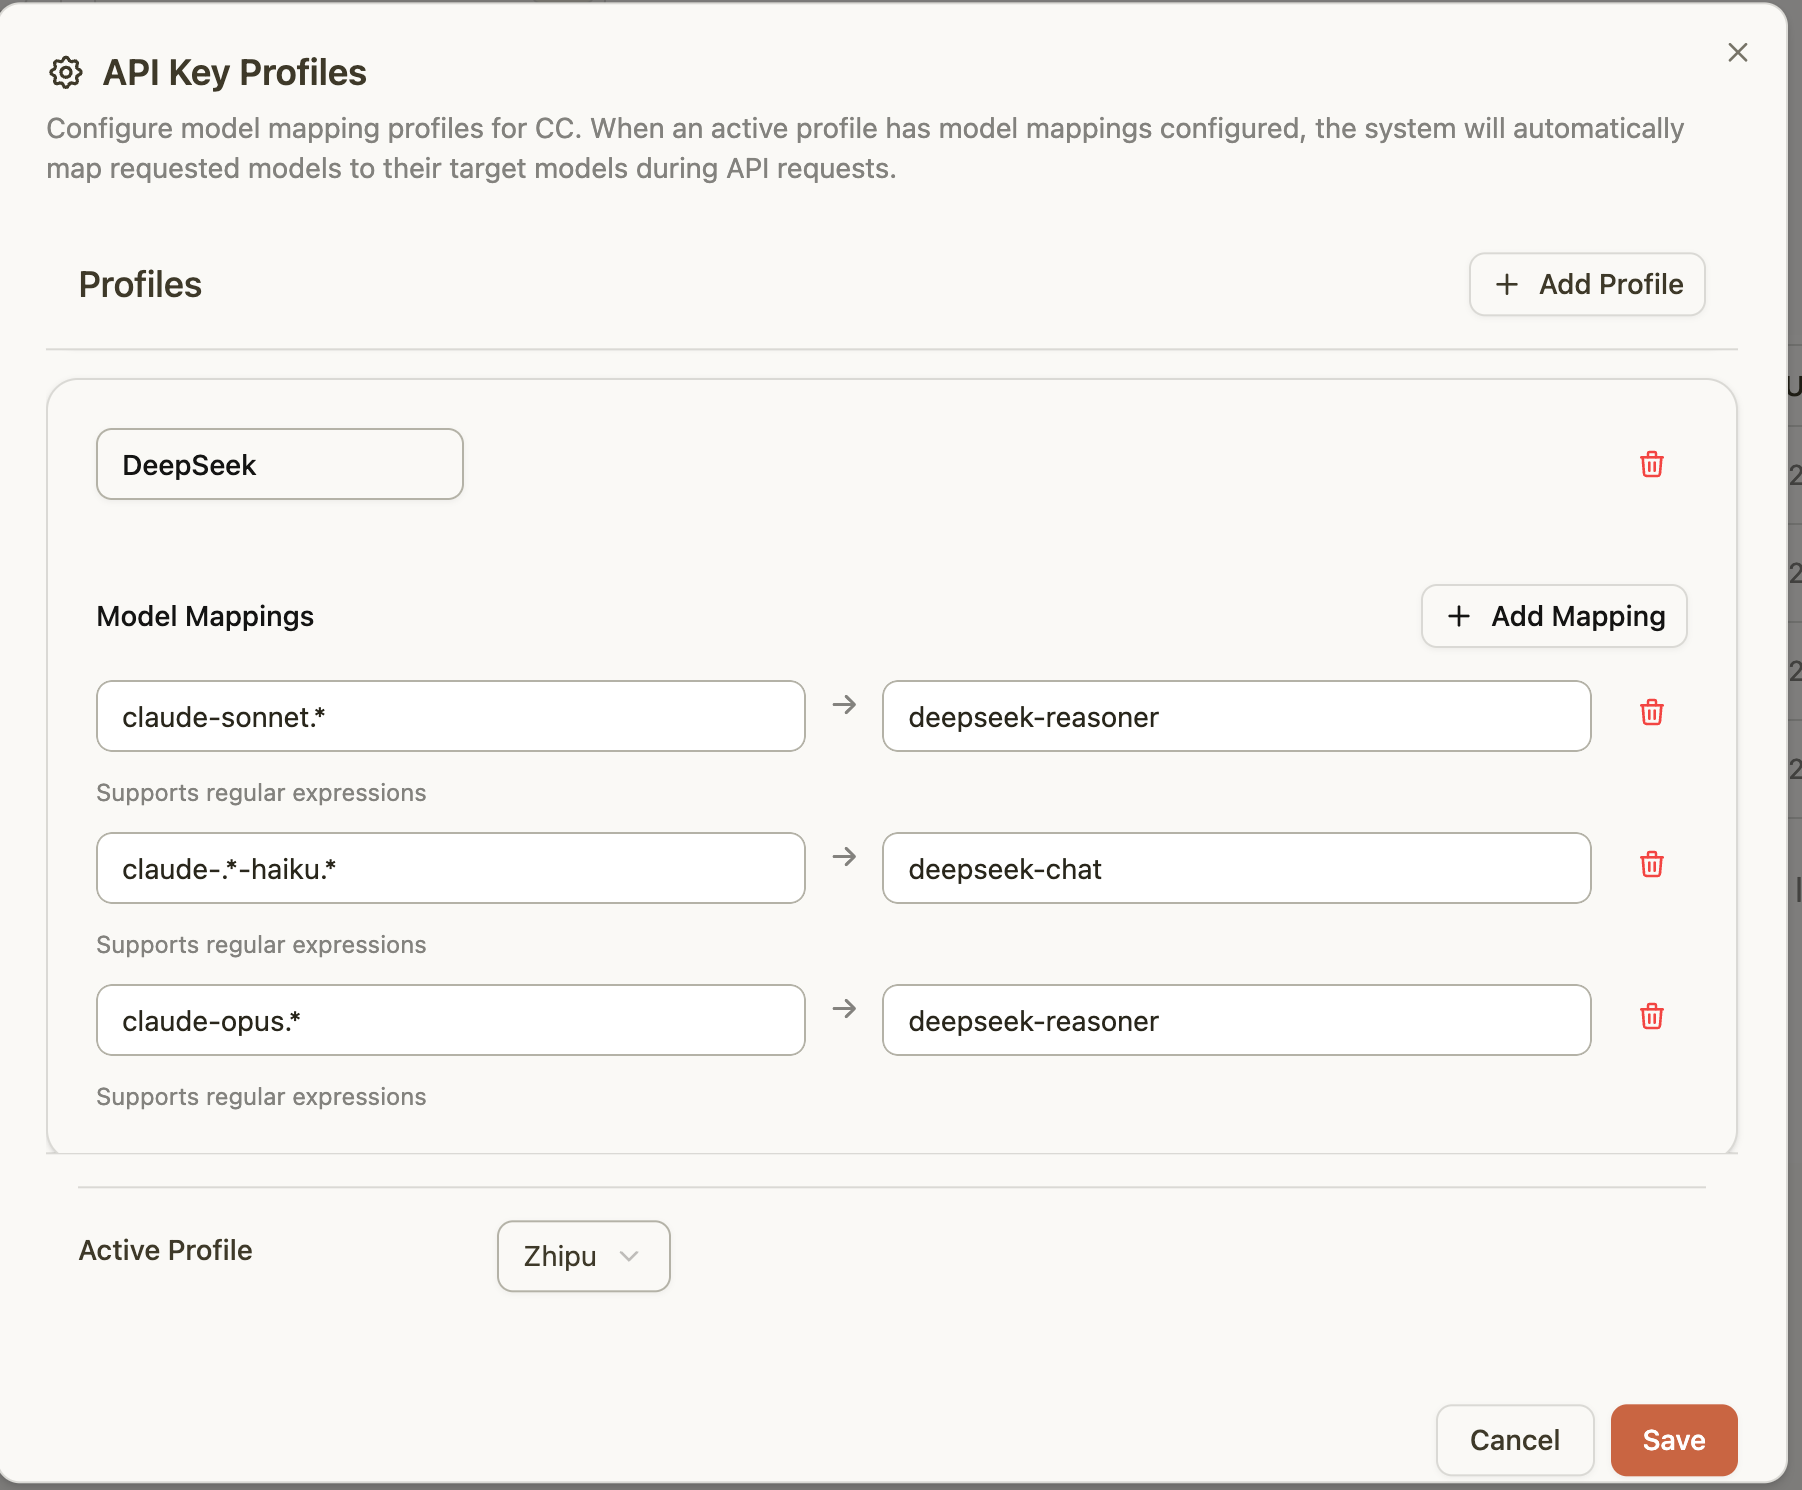 API Key Profiles
Configure model mapping profiles for CC. When an active profile has model mappings configured, the system will automatically
map requested models to their target models during API requests.
Profiles
+ Add Profile
DeepSeek
Model Mappings
+ Add Mapping
claude-sonnet.* → deepseek-reasoner
Supports regular expressions
claude-.*-haiku.* → deepseek-chat
Supports regular expressions
claude-opus.* → deepseek-reasoner
Supports regular expressions
Active Profile
Zhipu
Cancel
Save